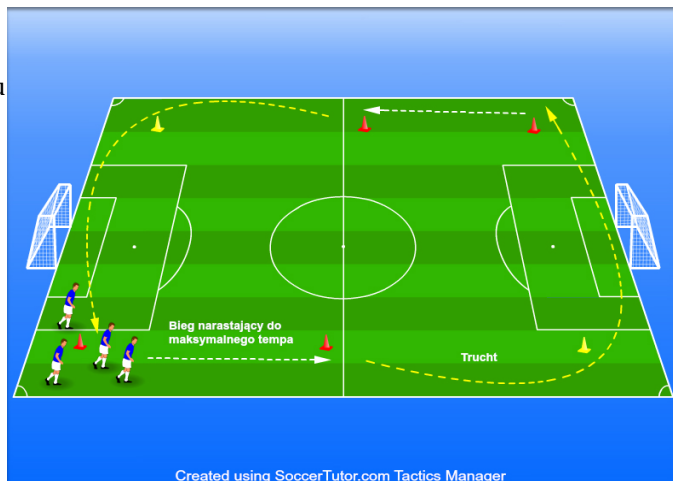 u
Bieg narastający do
maksymalnego tempa
Trucht
Created using SoccerTutor.com Tactics Manager